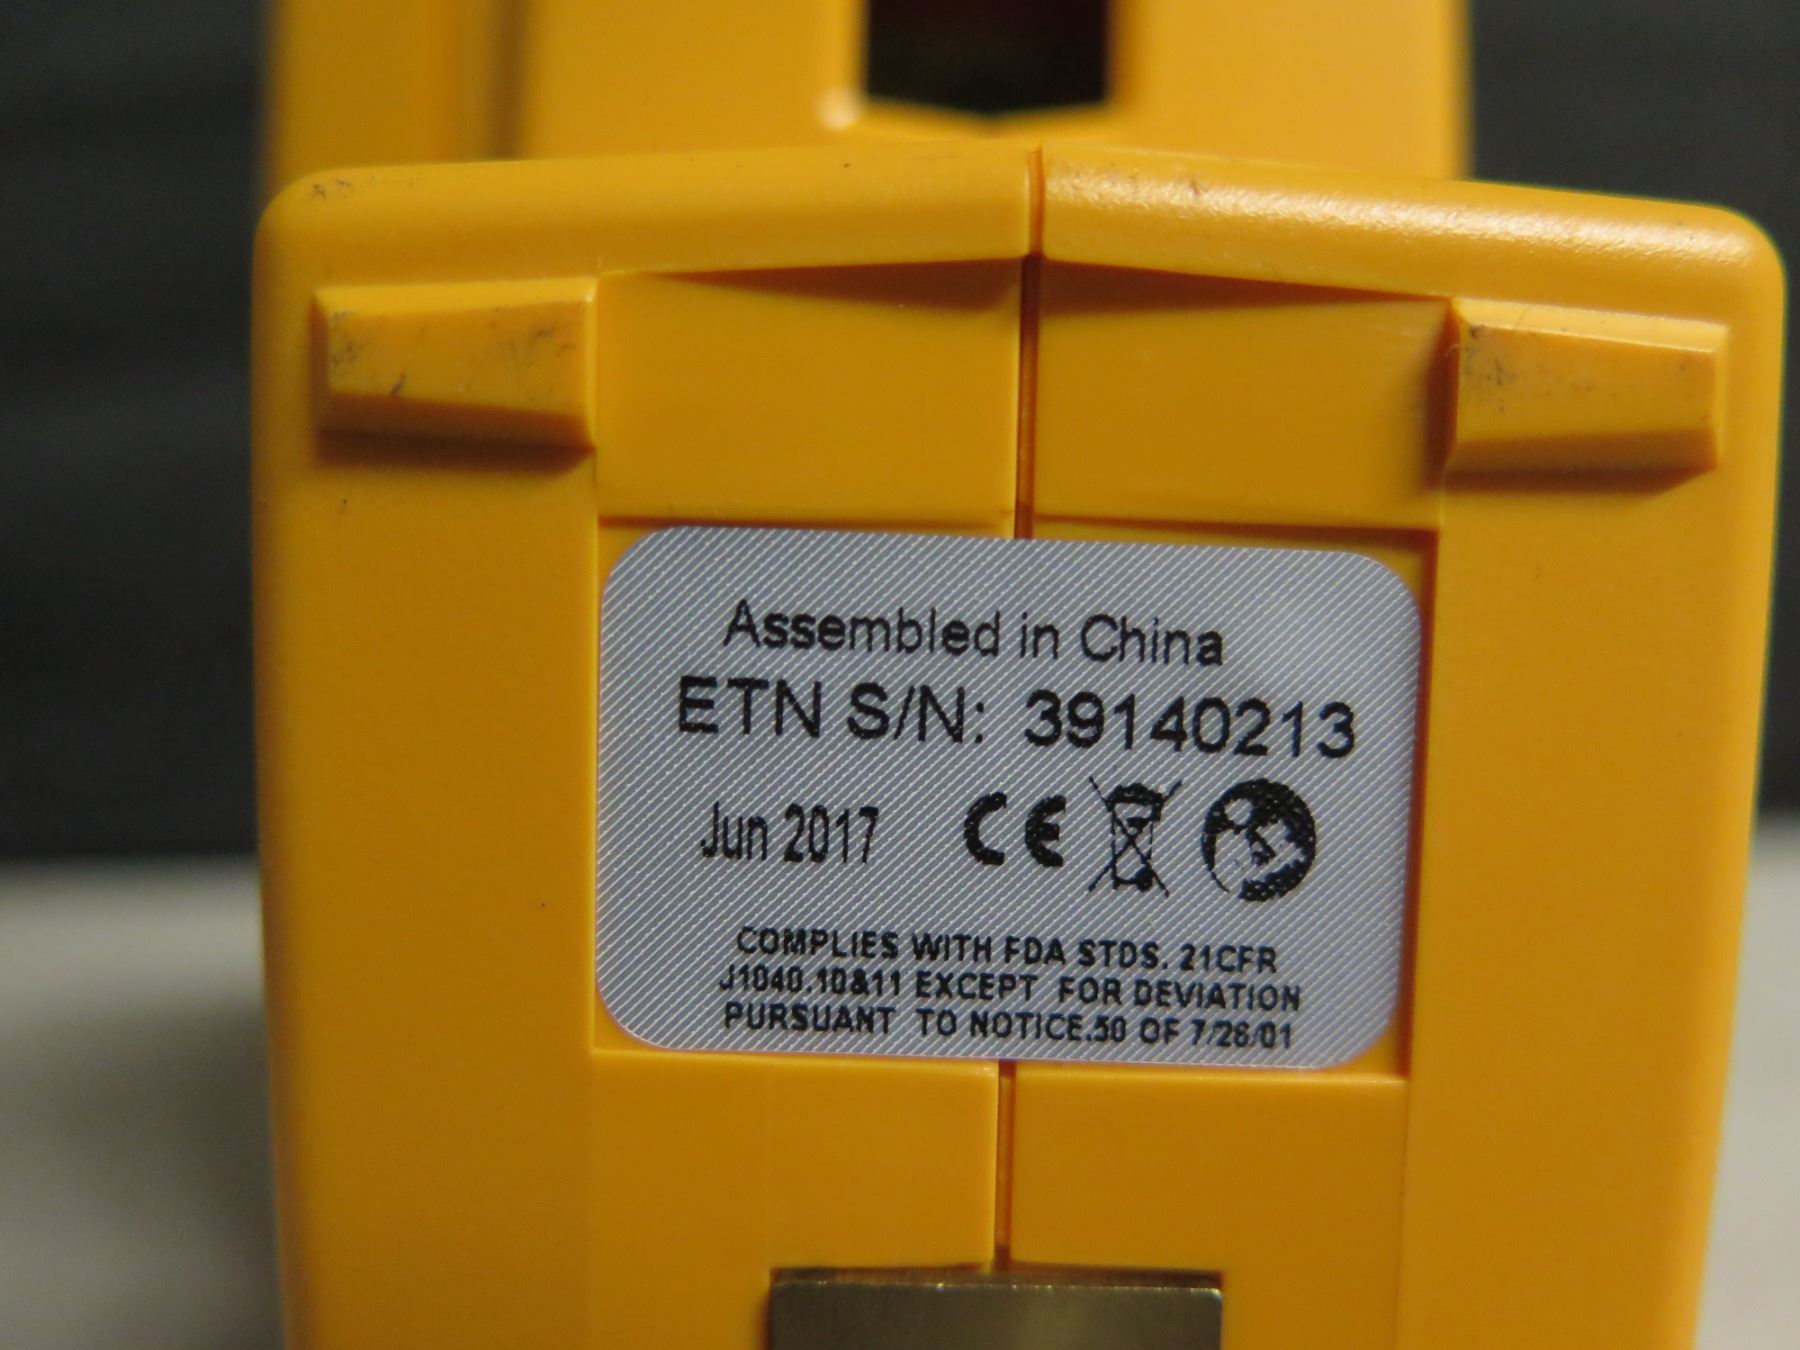 Assembled in China
ETN S/N: 39140213
Jun 2017 CE
COMPLIES WITH FDA STDS. 21CFR
J1040.10&11 EXCEPT FOR DEVIATION
PURSUANT TO NOTICE.50 OF 7/26/01